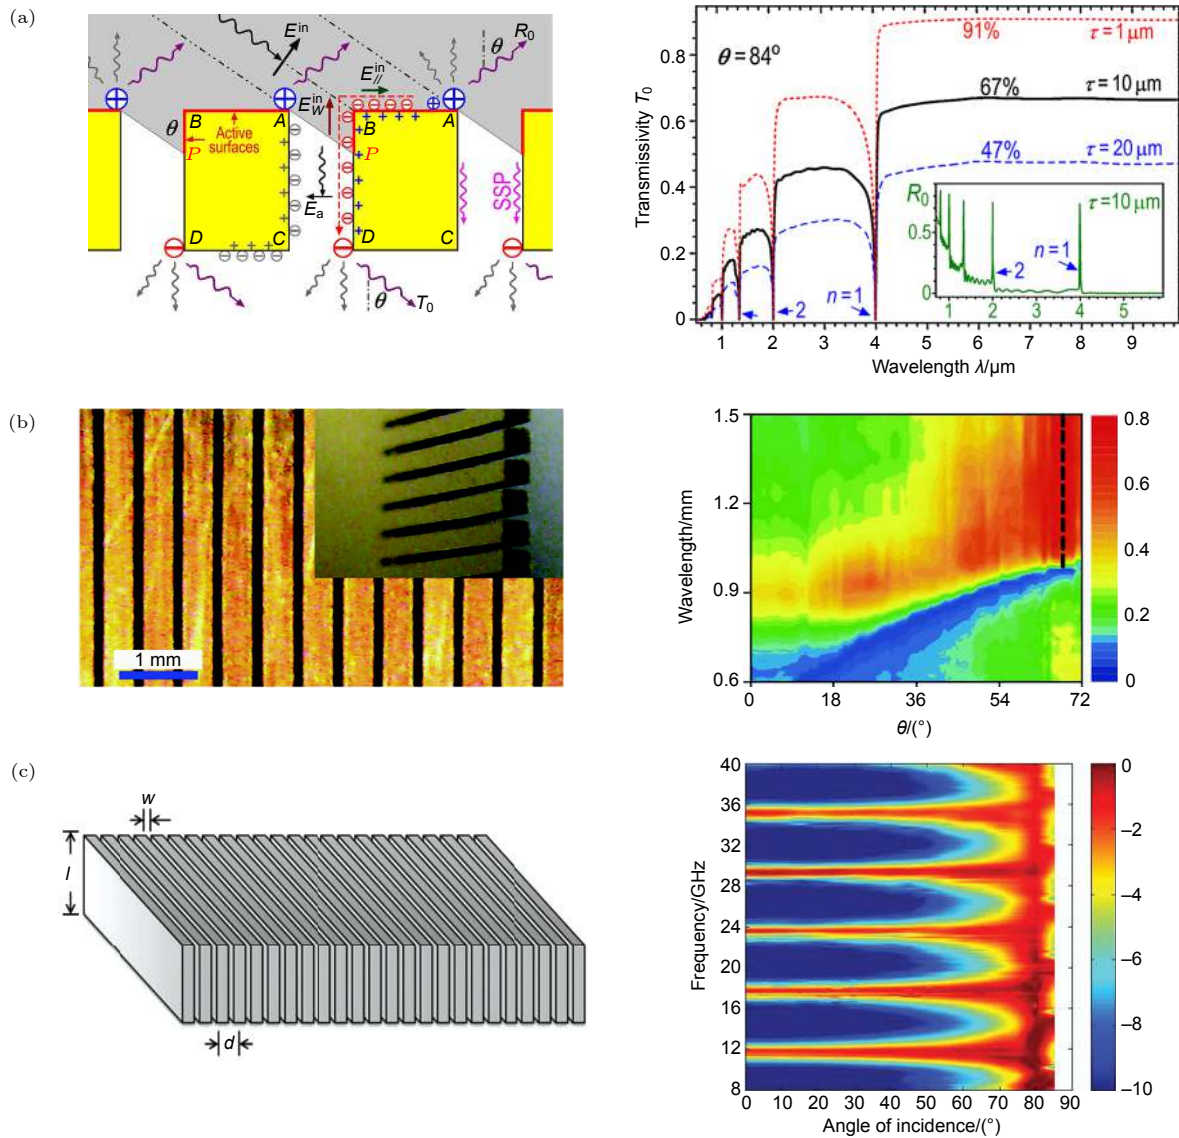 (a)
E^in
R_0
θ
E_//^in
E_W^in
θ
B
A
P
Active
surfaces
B
A
P
E_a
SSP
D
C
D
C
θ
T_0
Transmissivity T_0
0.8
0.6
0.4
0.2
0
θ=84°
91%
τ=1 μm
67%
τ=10 μm
47%
τ=20 μm
R_0
τ=10 μm
0.5
n=1
2
0
1 2 3 4 5
n=1
2
1 2 3 4 5 6 7 8 9
Wavelength λ/μm
(b)
1 mm
Wavelength/mm
1.5
1.2
0.9
0.6
0 18 36 54 72
θ/(°)
0.8
0.6
0.4
0.2
0
(c)
w
l
d
Frequency/GHz
40
36
32
28
24
20
16
12
8
0 10 20 30 40 50 60 70 80 90
Angle of incidence/(°)
0
−2
−4
−6
−8
−10